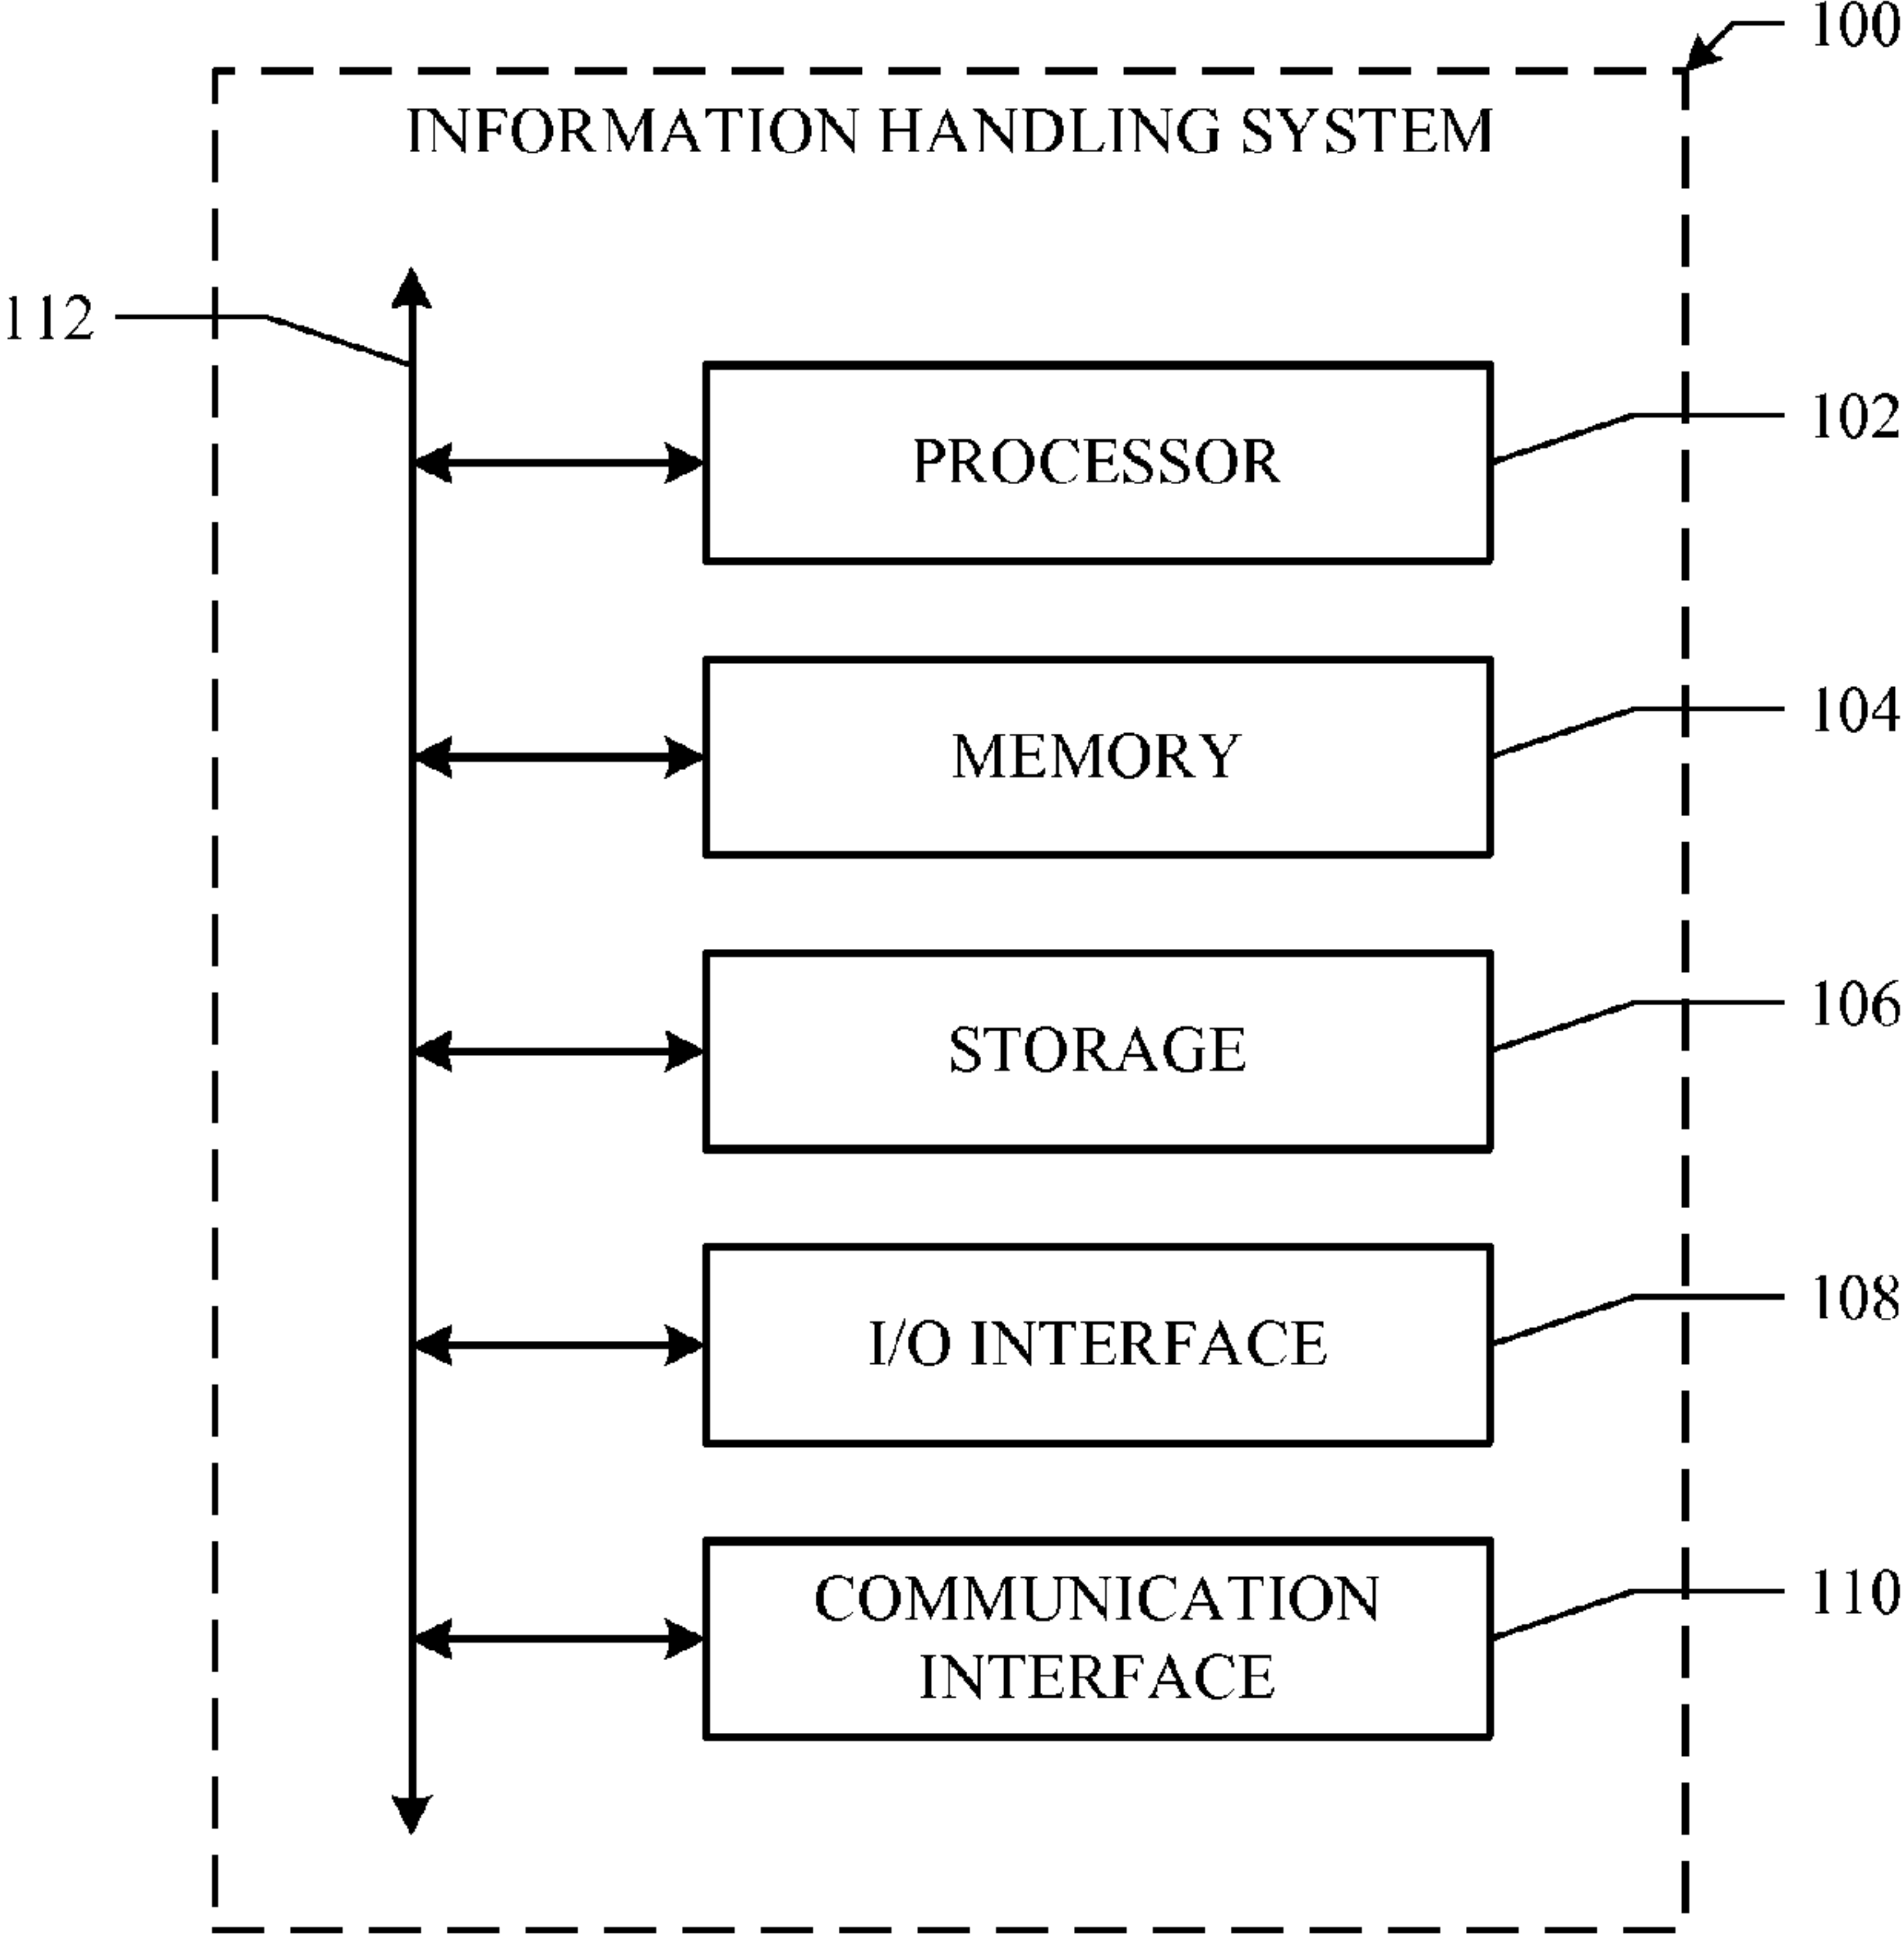 100
INFORMATION HANDLING SYSTEM
112
PROCESSOR
102
MEMORY
104
STORAGE
106
I/O INTERFACE
108
COMMUNICATION
INTERFACE
110